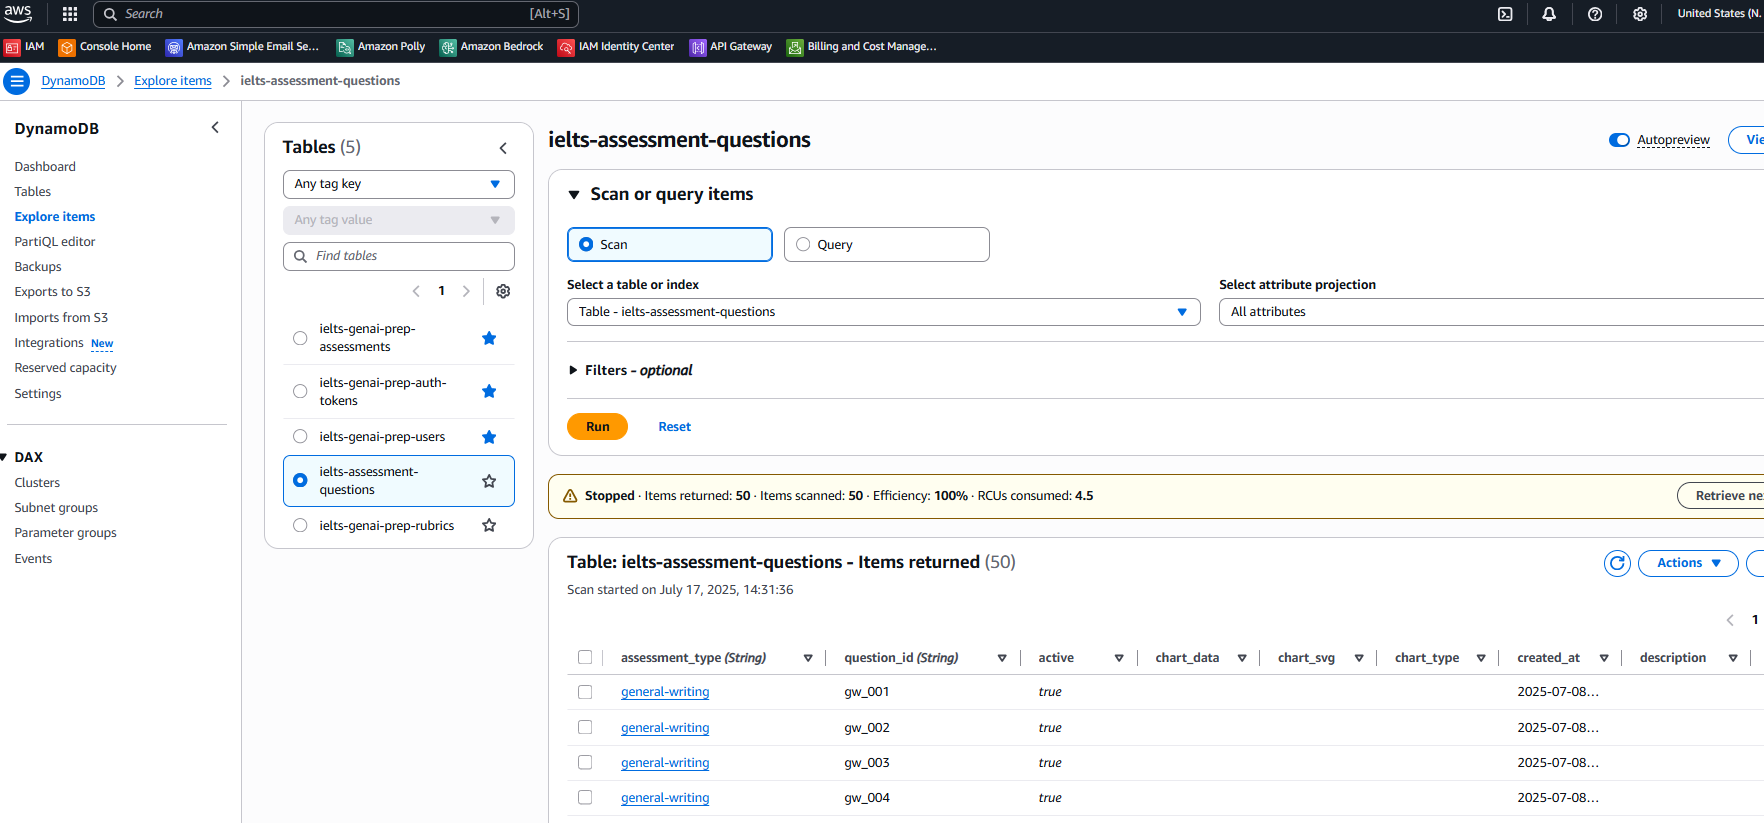 aws
Search [Alt+S]
United States (N.
IAM
Console Home
Amazon Simple Email Se...
Amazon Polly
Amazon Bedrock
IAM Identity Center
API Gateway
Billing and Cost Manage...
DynamoDB > Explore items > ielts-assessment-questions
DynamoDB
Dashboard
Tables
Explore items
PartiQL editor
Backups
Exports to S3
Imports from S3
Integrations New
Reserved capacity
Settings
DAX
Clusters
Subnet groups
Parameter groups
Events
Tables (5)
Any tag key
Any tag value
Find tables
1
ielts-genai-prep-
assessments
ielts-genai-prep-auth-
tokens
ielts-genai-prep-users
ielts-assessment-
questions
ielts-genai-prep-rubrics
ielts-assessment-questions
Autopreview
Vie
Scan or query items
Scan
Query
Select a table or index
Select attribute projection
Table - ielts-assessment-questions
All attributes
Filters - optional
Run
Reset
Stopped · Items returned: 50 · Items scanned: 50 · Efficiency: 100% · RCUs consumed: 4.5
Retrieve ne
Table: ielts-assessment-questions - Items returned (50)
Actions
Scan started on July 17, 2025, 14:31:36
1
assessment_type (String) question_id (String) active chart_data chart_svg chart_type created_at description
general-writing gw_001 true 2025-07-08...
general-writing gw_002 true 2025-07-08...
general-writing gw_003 true 2025-07-08...
general-writing gw_004 true 2025-07-08...